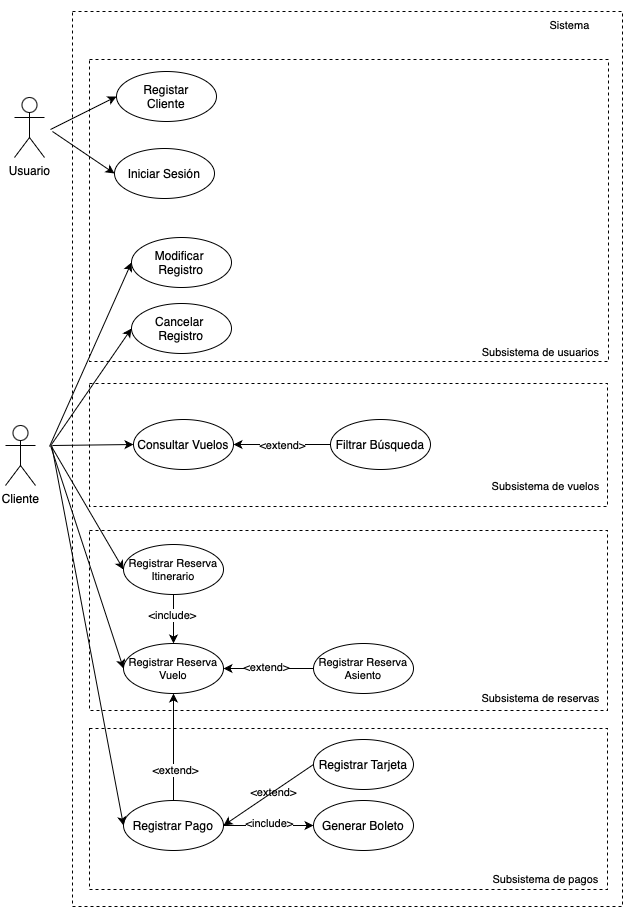 Sistema
Registar
Cliente
Usuario
Iniciar Sesión
Modificar
Registro
Cancelar
Registro
Subsistema de usuarios
Cliente
Consultar Vuelos
<extend>
Filtrar Búsqueda
Subsistema de vuelos
Registrar Reserva
Itinerario
<include>
Registrar Reserva
Vuelo
<extend>
Registrar Reserva
Asiento
Subsistema de reservas
<extend>
Registrar Tarjeta
<extend>
Registrar Pago
<include>
Generar Boleto
Subsistema de pagos